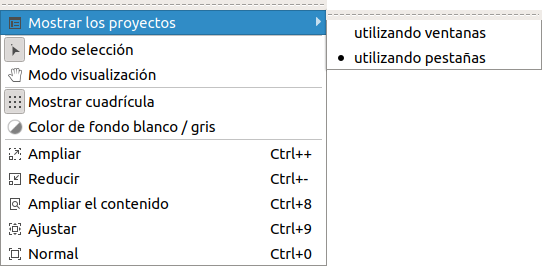 Mostrar los proyectos
utilizando ventanas
utilizando pestañas
Modo selección
Modo visualización
Mostrar cuadrícula
Color de fondo blanco / gris
Ampliar Ctrl++
Reducir Ctrl+-
Ampliar el contenido Ctrl+8
Ajustar Ctrl+9
Normal Ctrl+0